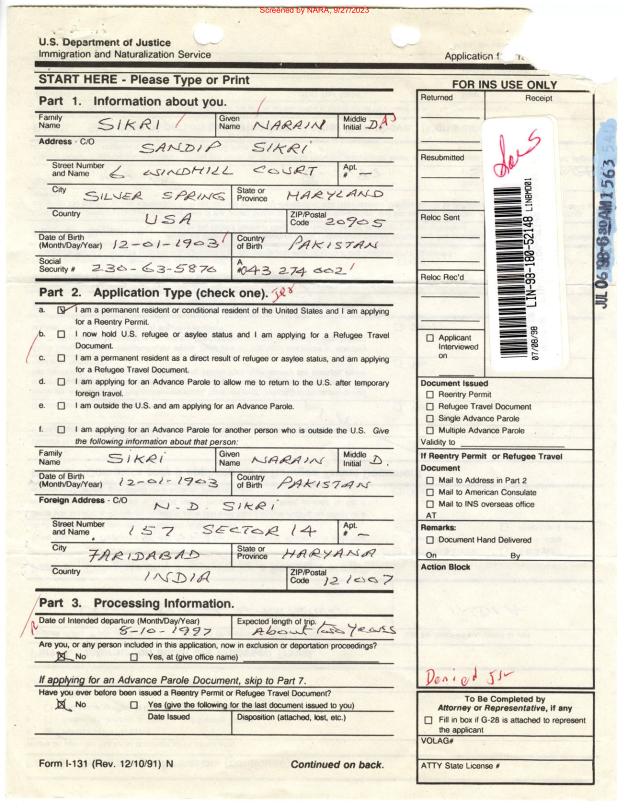 Screened by NARA, 9/27/2023
U.S. Department of Justice
Immigration and Naturalization Service
Application f
START HERE - Please Type or Print
FOR INS USE ONLY
Part 1. Information about you.
Returned Receipt
Family Name SIKRI Given Name NARAIN Middle Initial D
Address - C/O SANDIP SIKRI
Resubmitted
Street Number and Name 6 WINDHILL COURT Apt. # —
City SILVER SPRING State or Province MARYLAND
Country USA ZIP/Postal Code 20905
Reloc Sent
Date of Birth (Month/Day/Year) 12-01-1903 Country of Birth PAKISTAN
Social Security # 230-63-5876 A #043 274 002
Reloc Rec'd
LIN-98-180-52148 LINBMD01
07/08/98
JUL 06 98
AM1563
Part 2. Application Type (check one).
a. I am a permanent resident or conditional resident of the United States and I am applying
for a Reentry Permit.
b. I now hold U.S. refugee or asylee status and I am applying for a Refugee Travel
Document.
c. I am a permanent resident as a direct result of refugee or asylee status, and am applying
for a Refugee Travel Document.
d. I am applying for an Advance Parole to allow me to return to the U.S. after temporary
foreign travel.
e. I am outside the U.S. and am applying for an Advance Parole.
f. I am applying for an Advance Parole for another person who is outside the U.S. Give
the following information about that person:
Applicant
Interviewed
on
Document Issued
Reentry Permit
Refugee Travel Document
Single Advance Parole
Multiple Advance Parole
Validity to
Family Name SIKRI Given Name NARAIN Middle Initial D.
Date of Birth (Month/Day/Year) 12-01-1903 Country of Birth PAKISTAN
Foreign Address - C/O N.D. SIKRI
Street Number and Name 157 SECTOR 14 Apt. # —
City FARIDABAD State or Province HARYANA
Country INDIA ZIP/Postal Code 121007
If Reentry Permit or Refugee Travel
Document
Mail to Address in Part 2
Mail to American Consulate
Mail to INS overseas office
AT
Remarks:
Document Hand Delivered
On By
Action Block
Part 3. Processing Information.
Date of Intended departure (Month/Day/Year) 8-10-1997 Expected length of trip. About two Years
Are you, or any person included in this application, now in exclusion or deportation proceedings?
No Yes, at (give office name)
If applying for an Advance Parole Document, skip to Part 7.
Have you ever before been issued a Reentry Permit or Refugee Travel Document?
No Yes (give the following for the last document issued to you)
Date Issued Disposition (attached, lost, etc.)
Denied
To Be Completed by
Attorney or Representative, if any
Fill in box if G-28 is attached to represent
the applicant
VOLAG#
ATTY State License #
Form I-131 (Rev. 12/10/91) N Continued on back.